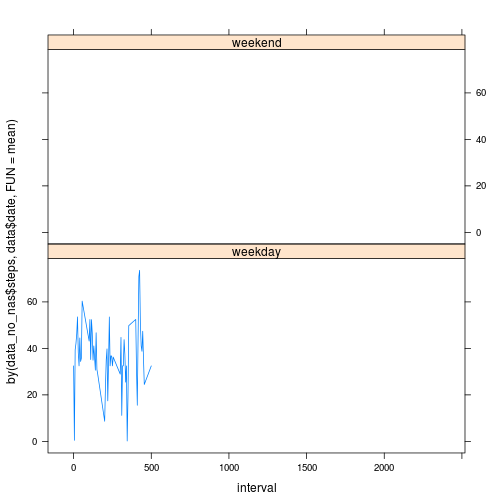 weekend
60
40
20
0
by(data_no_nas$steps, data$date, FUN = mean)
weekday
60
40
20
0
0 500 1000 1500 2000
interval